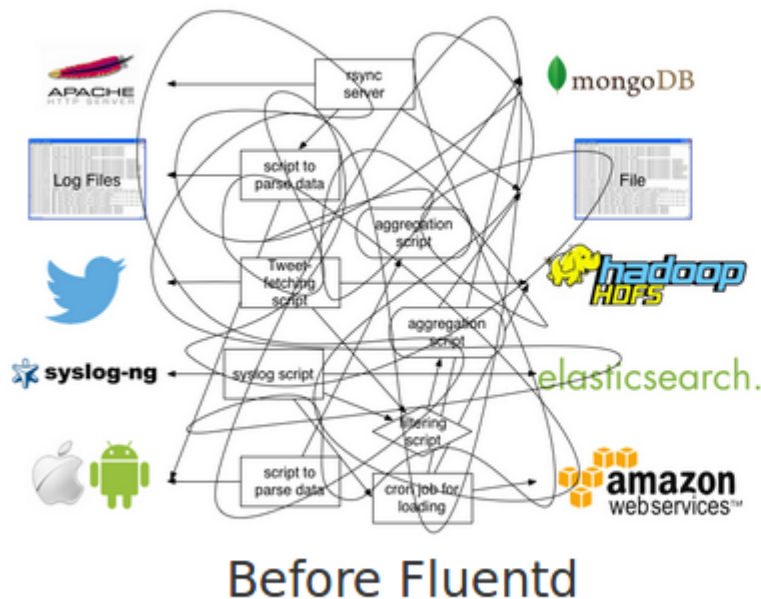 APACHE
HTTP SERVER
rsync
server
mongoDB
Log Files
script to
parse data
File
aggregation
script
Tweet-
fetching
script
hadoop
HDFS
aggregation
script
syslog-ng
syslog script
elasticsearch.
filtering
script
script to
parse data
cron job for
loading
amazon
webservices™
Before Fluentd